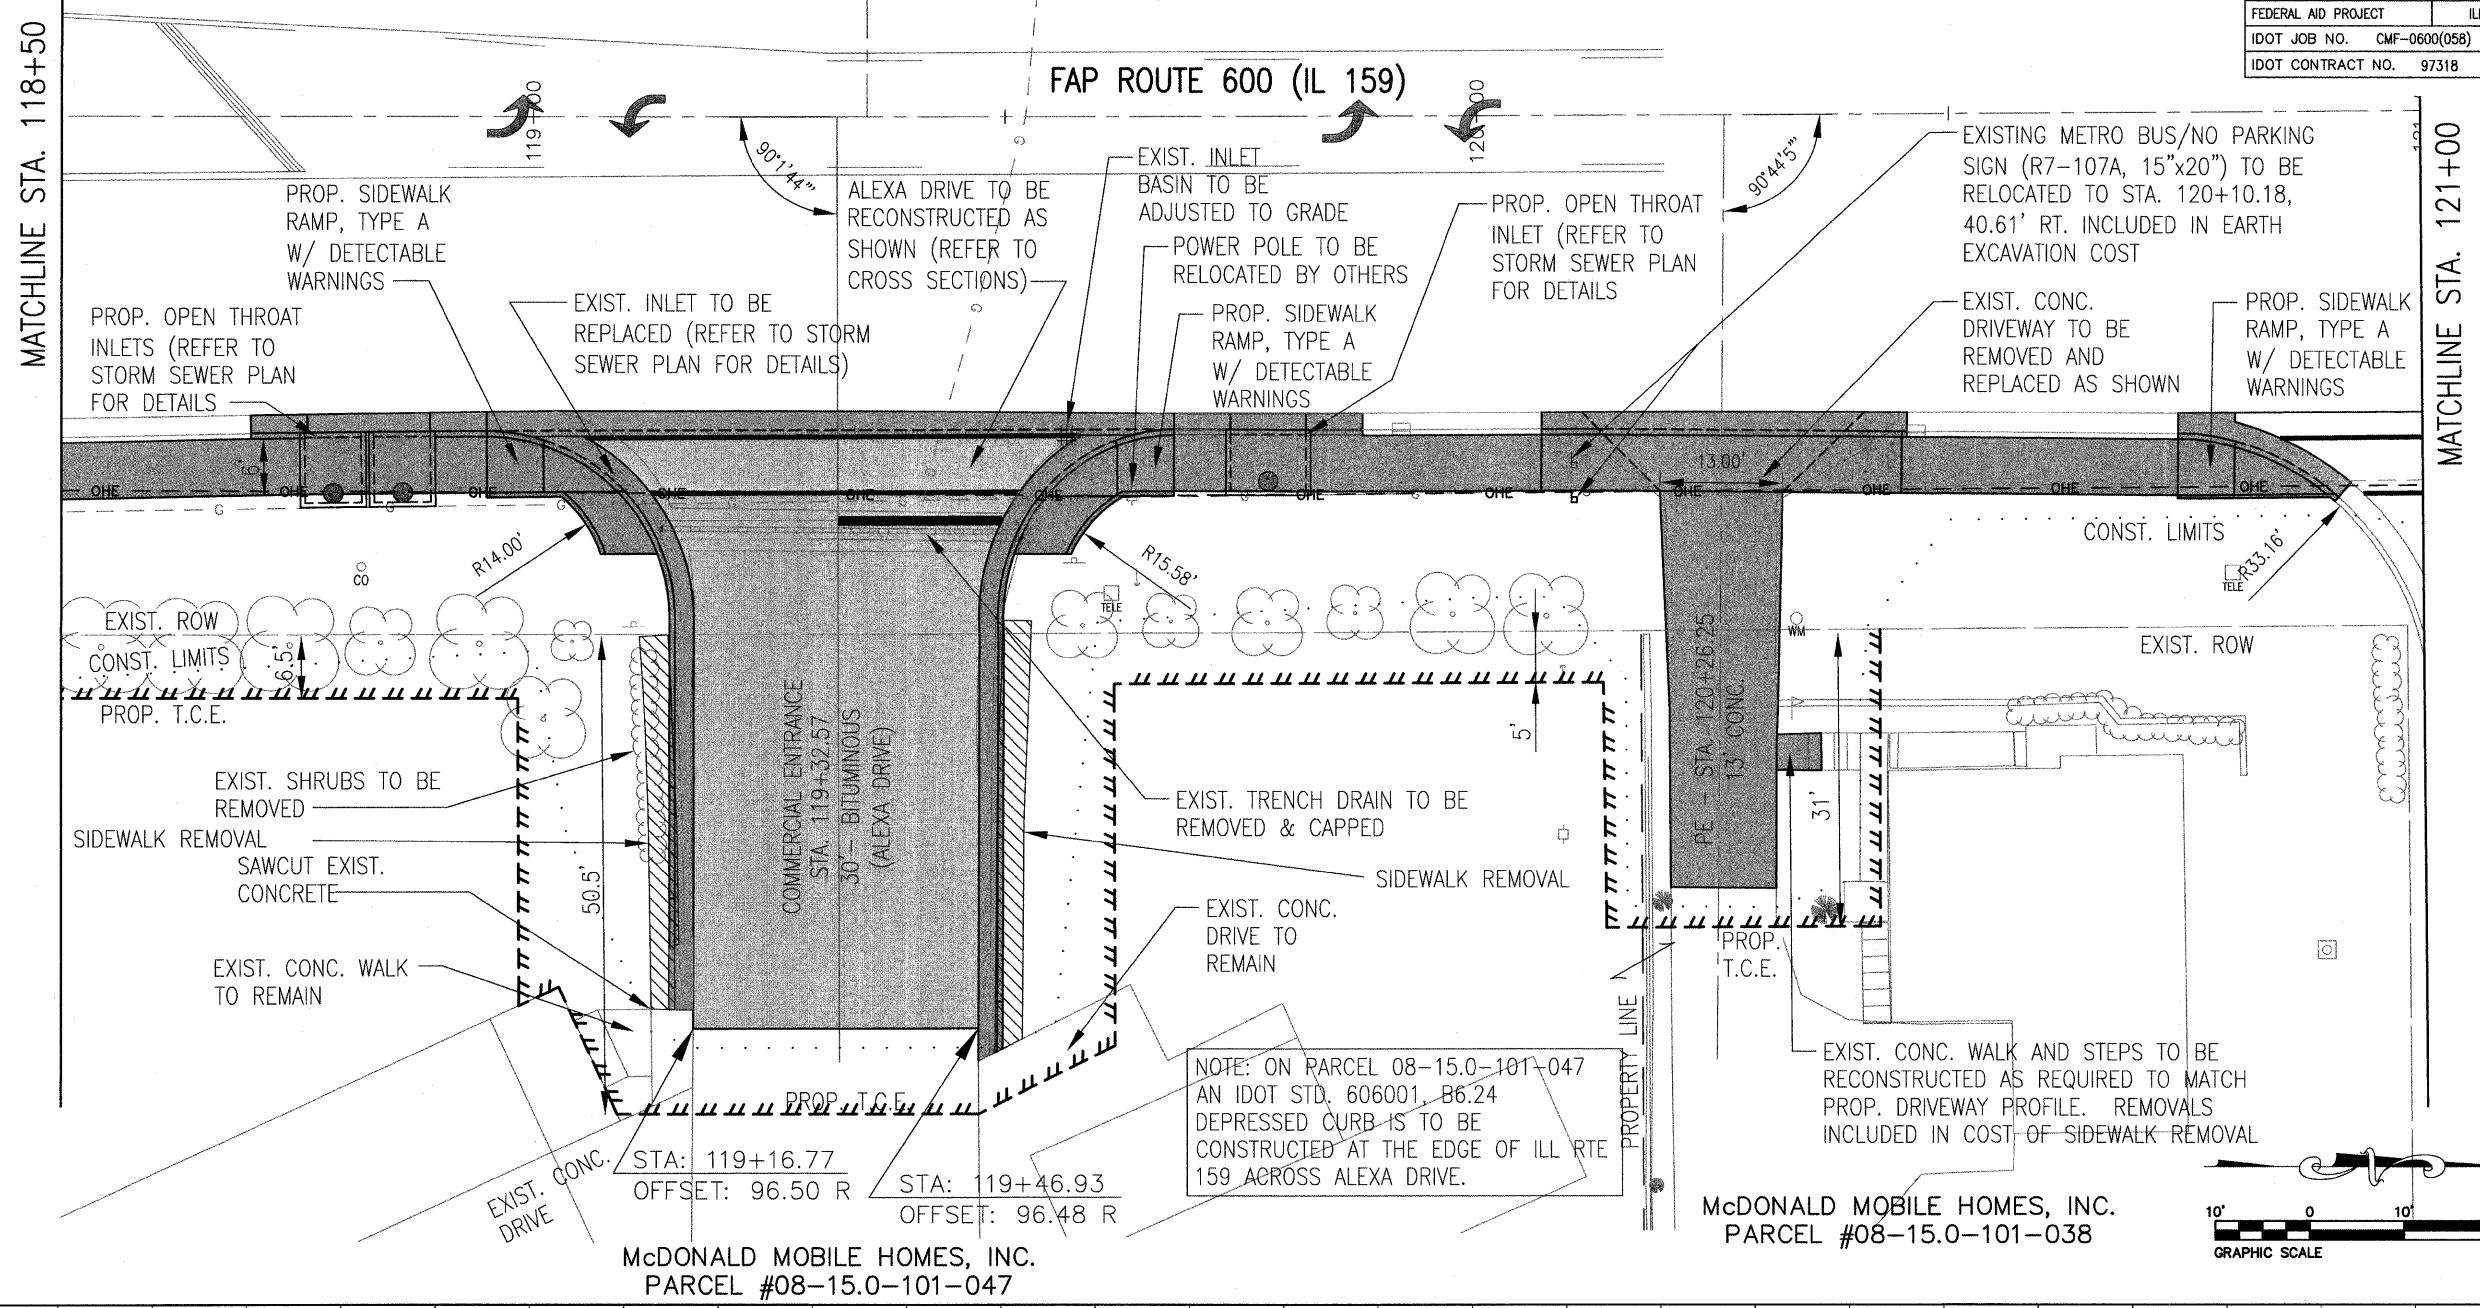 FEDERAL AID PROJECT
IDOT JOB NO. CMF-0600(058)
IDOT CONTRACT NO. 97318
MATCHLINE STA. 118+50
FAP ROUTE 600 (IL 159)
119+00
120+00
MATCHLINE STA. 121+00
90°1'44"
90°44'5"
PROP. SIDEWALK
RAMP, TYPE A
W/ DETECTABLE
WARNINGS
ALEXA DRIVE TO BE
RECONSTRUCTED AS
SHOWN (REFER TO
CROSS SECTIONS)
EXIST. INLET
BASIN TO BE
ADJUSTED TO GRADE
POWER POLE TO BE
RELOCATED BY OTHERS
PROP. SIDEWALK
RAMP, TYPE A
W/ DETECTABLE
WARNINGS
PROP. OPEN THROAT
INLET (REFER TO
STORM SEWER PLAN
FOR DETAILS
EXISTING METRO BUS/NO PARKING
SIGN (R7-107A, 15"x20") TO BE
RELOCATED TO STA. 120+10.18,
40.61' RT. INCLUDED IN EARTH
EXCAVATION COST
EXIST. CONC.
DRIVEWAY TO BE
REMOVED AND
REPLACED AS SHOWN
PROP. SIDEWALK
RAMP, TYPE A
W/ DETECTABLE
WARNINGS
PROP. OPEN THROAT
INLETS (REFER TO
STORM SEWER PLAN
FOR DETAILS
EXIST. INLET TO BE
REPLACED (REFER TO STORM
SEWER PLAN FOR DETAILS)
6'
13.00'
OHE OHE OHE OHE OHE OHE OHE OHE OHE OHE OHE
G G G G G
R14.00'
R15.58'
R33.16'
CONST. LIMITS
CO
TELE
TELE
WM
EXIST. ROW
CONST. LIMITS
6.5'
PROP. T.C.E.
EXIST. ROW
5'
31'
50.5'
COMMERCIAL ENTRANCE
STA. 119+32.57
30' - BITUMINOUS
(ALEXA DRIVE)
PE - STA. 120+26.25
13' CONC.
EXIST. SHRUBS TO BE
REMOVED
SIDEWALK REMOVAL
SAWCUT EXIST.
CONCRETE
EXIST. CONC. WALK
TO REMAIN
EXIST. TRENCH DRAIN TO BE
REMOVED & CAPPED
SIDEWALK REMOVAL
EXIST. CONC.
DRIVE TO
REMAIN
PROP.
T.C.E.
PROP. T.C.E.
PROPERTY LINE
NOTE: ON PARCEL 08-15.0-101-047
AN IDOT STD. 606001, B6.24
DEPRESSED CURB IS TO BE
CONSTRUCTED AT THE EDGE OF ILL RTE
159 ACROSS ALEXA DRIVE.
EXIST. CONC. WALK AND STEPS TO BE
RECONSTRUCTED AS REQUIRED TO MATCH
PROP. DRIVEWAY PROFILE. REMOVALS
INCLUDED IN COST OF SIDEWALK REMOVAL
EXIST. CONC.
DRIVE
STA: 119+16.77
OFFSET: 96.50 R
STA: 119+46.93
OFFSET: 96.48 R
McDONALD MOBILE HOMES, INC.
PARCEL #08-15.0-101-047
McDONALD MOBILE HOMES, INC.
PARCEL #08-15.0-101-038
10' 0 10'
GRAPHIC SCALE